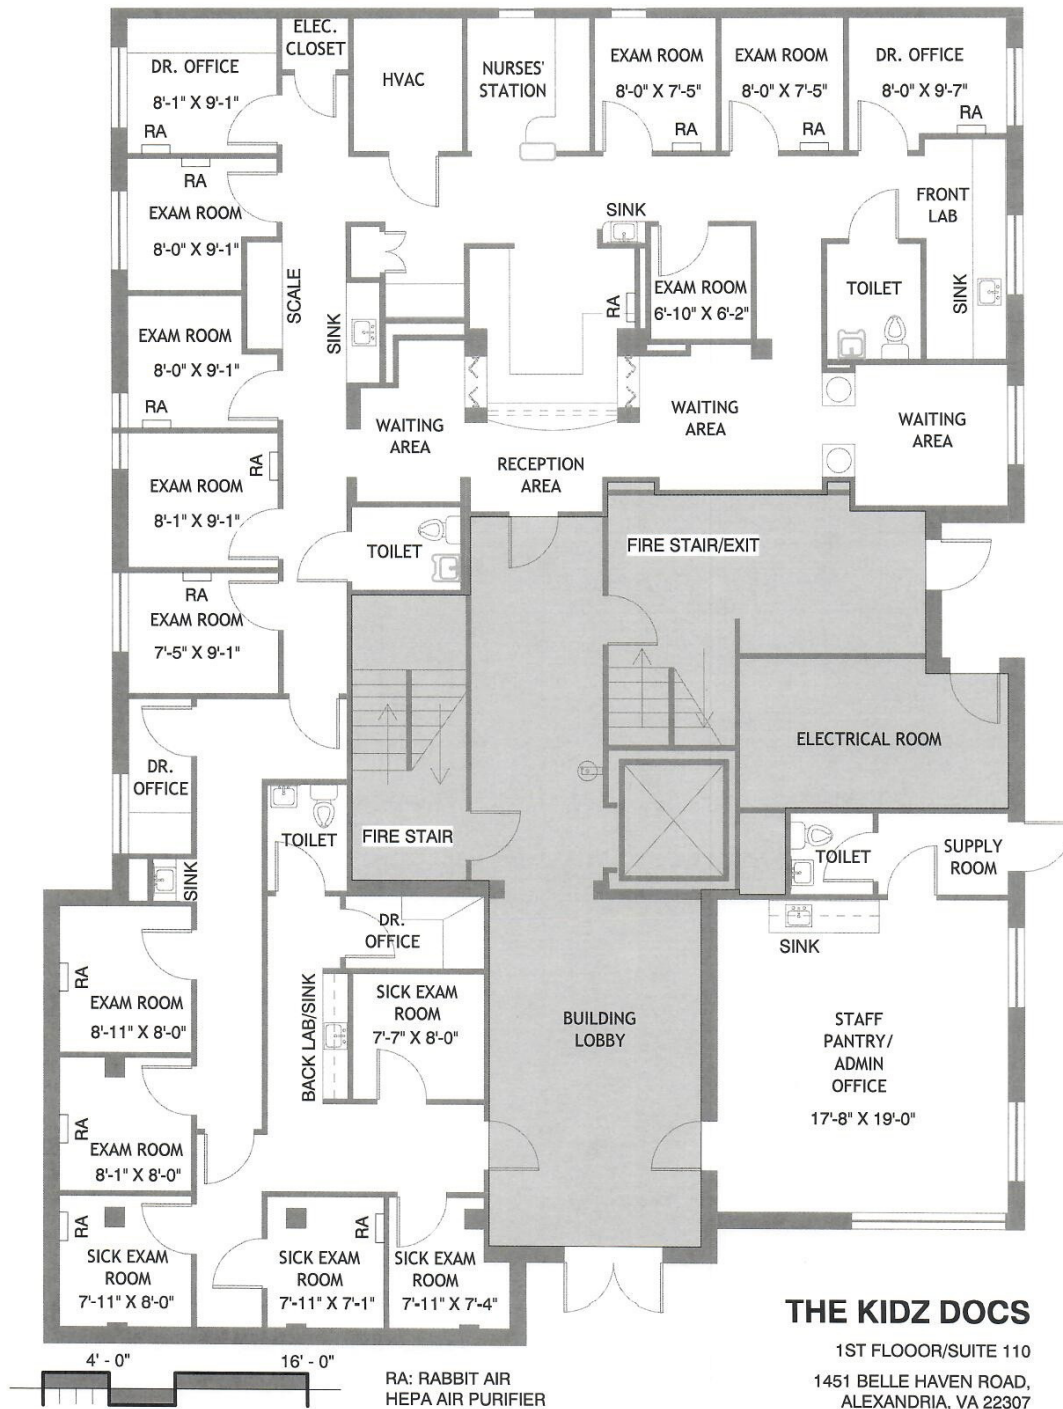 ELEC.
CLOSET
DR. OFFICE
8'-1" X 9'-1"
RA
HVAC
NURSES'
STATION
EXAM ROOM
8'-0" X 7'-5"
RA
EXAM ROOM
8'-0" X 7'-5"
RA
DR. OFFICE
8'-0" X 9'-7"
RA
RA
EXAM ROOM
8'-0" X 9'-1"
SCALE
SINK
SINK
RA
EXAM ROOM
6'-10" X 6'-2"
TOILET
FRONT
LAB
SINK
EXAM ROOM
8'-0" X 9'-1"
RA
WAITING
AREA
RECEPTION
AREA
WAITING
AREA
WAITING
AREA
RA
EXAM ROOM
8'-1" X 9'-1"
TOILET
FIRE STAIR/EXIT
RA
EXAM ROOM
7'-5" X 9'-1"
ELECTRICAL ROOM
DR.
OFFICE
TOILET
FIRE STAIR
TOILET
SUPPLY
ROOM
SINK
DR.
OFFICE
SINK
RA
EXAM ROOM
8'-11" X 8'-0"
BACK LAB/SINK
SICK EXAM
ROOM
7'-7" X 8'-0"
BUILDING
LOBBY
STAFF
PANTRY/
ADMIN
OFFICE
17'-8" X 19'-0"
RA
EXAM ROOM
8'-1" X 8'-0"
RA
SICK EXAM
ROOM
7'-11" X 8'-0"
RA
SICK EXAM
ROOM
7'-11" X 7'-1"
SICK EXAM
ROOM
7'-11" X 7'-4"
4' - 0"
16' - 0"
RA: RABBIT AIR
HEPA AIR PURIFIER
THE KIDZ DOCS
1ST FLOOOR/SUITE 110
1451 BELLE HAVEN ROAD,
ALEXANDRIA, VA 22307